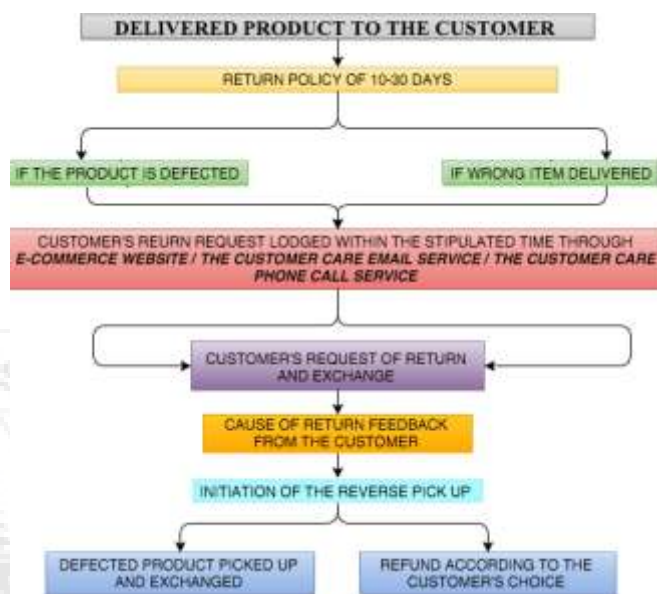 DELIVERED PRODUCT TO THE CUSTOMER
RETURN POLICY OF 10-30 DAYS
IF THE PRODUCT IS DEFECTED
IF WRONG ITEM DELIVERED
CUSTOMER'S REURN REQUEST LODGED WITHIN THE STIPULATED TIME THROUGH
E-COMMERCE WEBSITE / THE CUSTOMER CARE EMAIL SERVICE / THE CUSTOMER CARE
PHONE CALL SERVICE
CUSTOMER'S REQUEST OF RETURN
AND EXCHANGE
CAUSE OF RETURN FEEDBACK
FROM THE CUSTOMER
INITIATION OF THE REVERSE PICK UP
DEFECTED PRODUCT PICKED UP
AND EXCHANGED
REFUND ACCORDING TO THE
CUSTOMER'S CHOICE